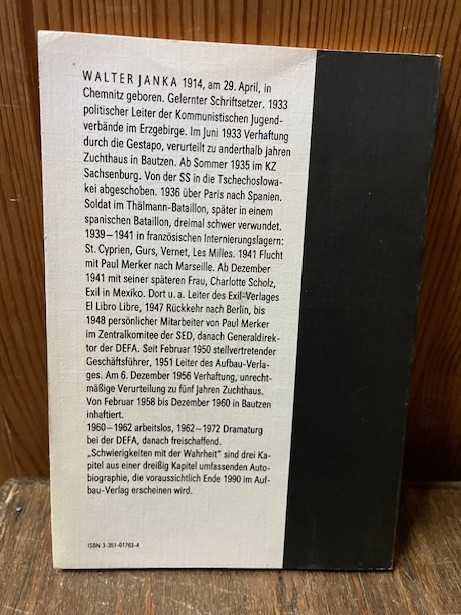 WALTER JANKA 1914, am 29. April, in
Chemnitz geboren. Gelernter Schriftsetzer. 1933
politischer Leiter der Kommunistischen Jugend-
verbände im Erzgebirge. Im Juni 1933 Verhaftung
durch die Gestapo, verurteilt zu anderthalb Jahren
Zuchthaus in Bautzen. Ab Sommer 1935 im KZ
Sachsenburg. Von der SS in die Tschechoslowa-
kei abgeschoben. 1936 über Paris nach Spanien.
Soldat im Thälmann-Bataillon, später in einem
spanischen Bataillon, dreimal schwer verwundet.
1939–1941 in französischen Internierungslagern:
St. Cyprien, Gurs, Vernet, Les Milles. 1941 Flucht
mit Paul Merker nach Marseille. Ab Dezember
1941 mit seiner späteren Frau, Charlotte Scholz,
Exil in Mexiko. Dort u. a. Leiter des Exil-Verlages
El Libro Libre, 1947 Rückkehr nach Berlin, bis
1948 persönlicher Mitarbeiter von Paul Merker
im Zentralkomitee der SED, danach Generaldirek-
tor der DEFA. Seit Februar 1950 stellvertretender
Geschäftsführer, 1951 Leiter des Aufbau-Verla-
ges. Am 6. Dezember 1956 Verhaftung, unrecht-
mäßige Verurteilung zu fünf Jahren Zuchthaus.
Von Februar 1958 bis Dezember 1960 in Bautzen
inhaftiert.
1960–1962 arbeitslos, 1962–1972 Dramaturg
bei der DEFA, danach freischaffend.
„Schwierigkeiten mit der Wahrheit" sind drei Ka-
pitel aus einer dreißig Kapitel umfassenden Auto-
biographie, die voraussichtlich Ende 1990 im Auf-
bau-Verlag erscheinen wird.
ISBN 3-351-01763-4